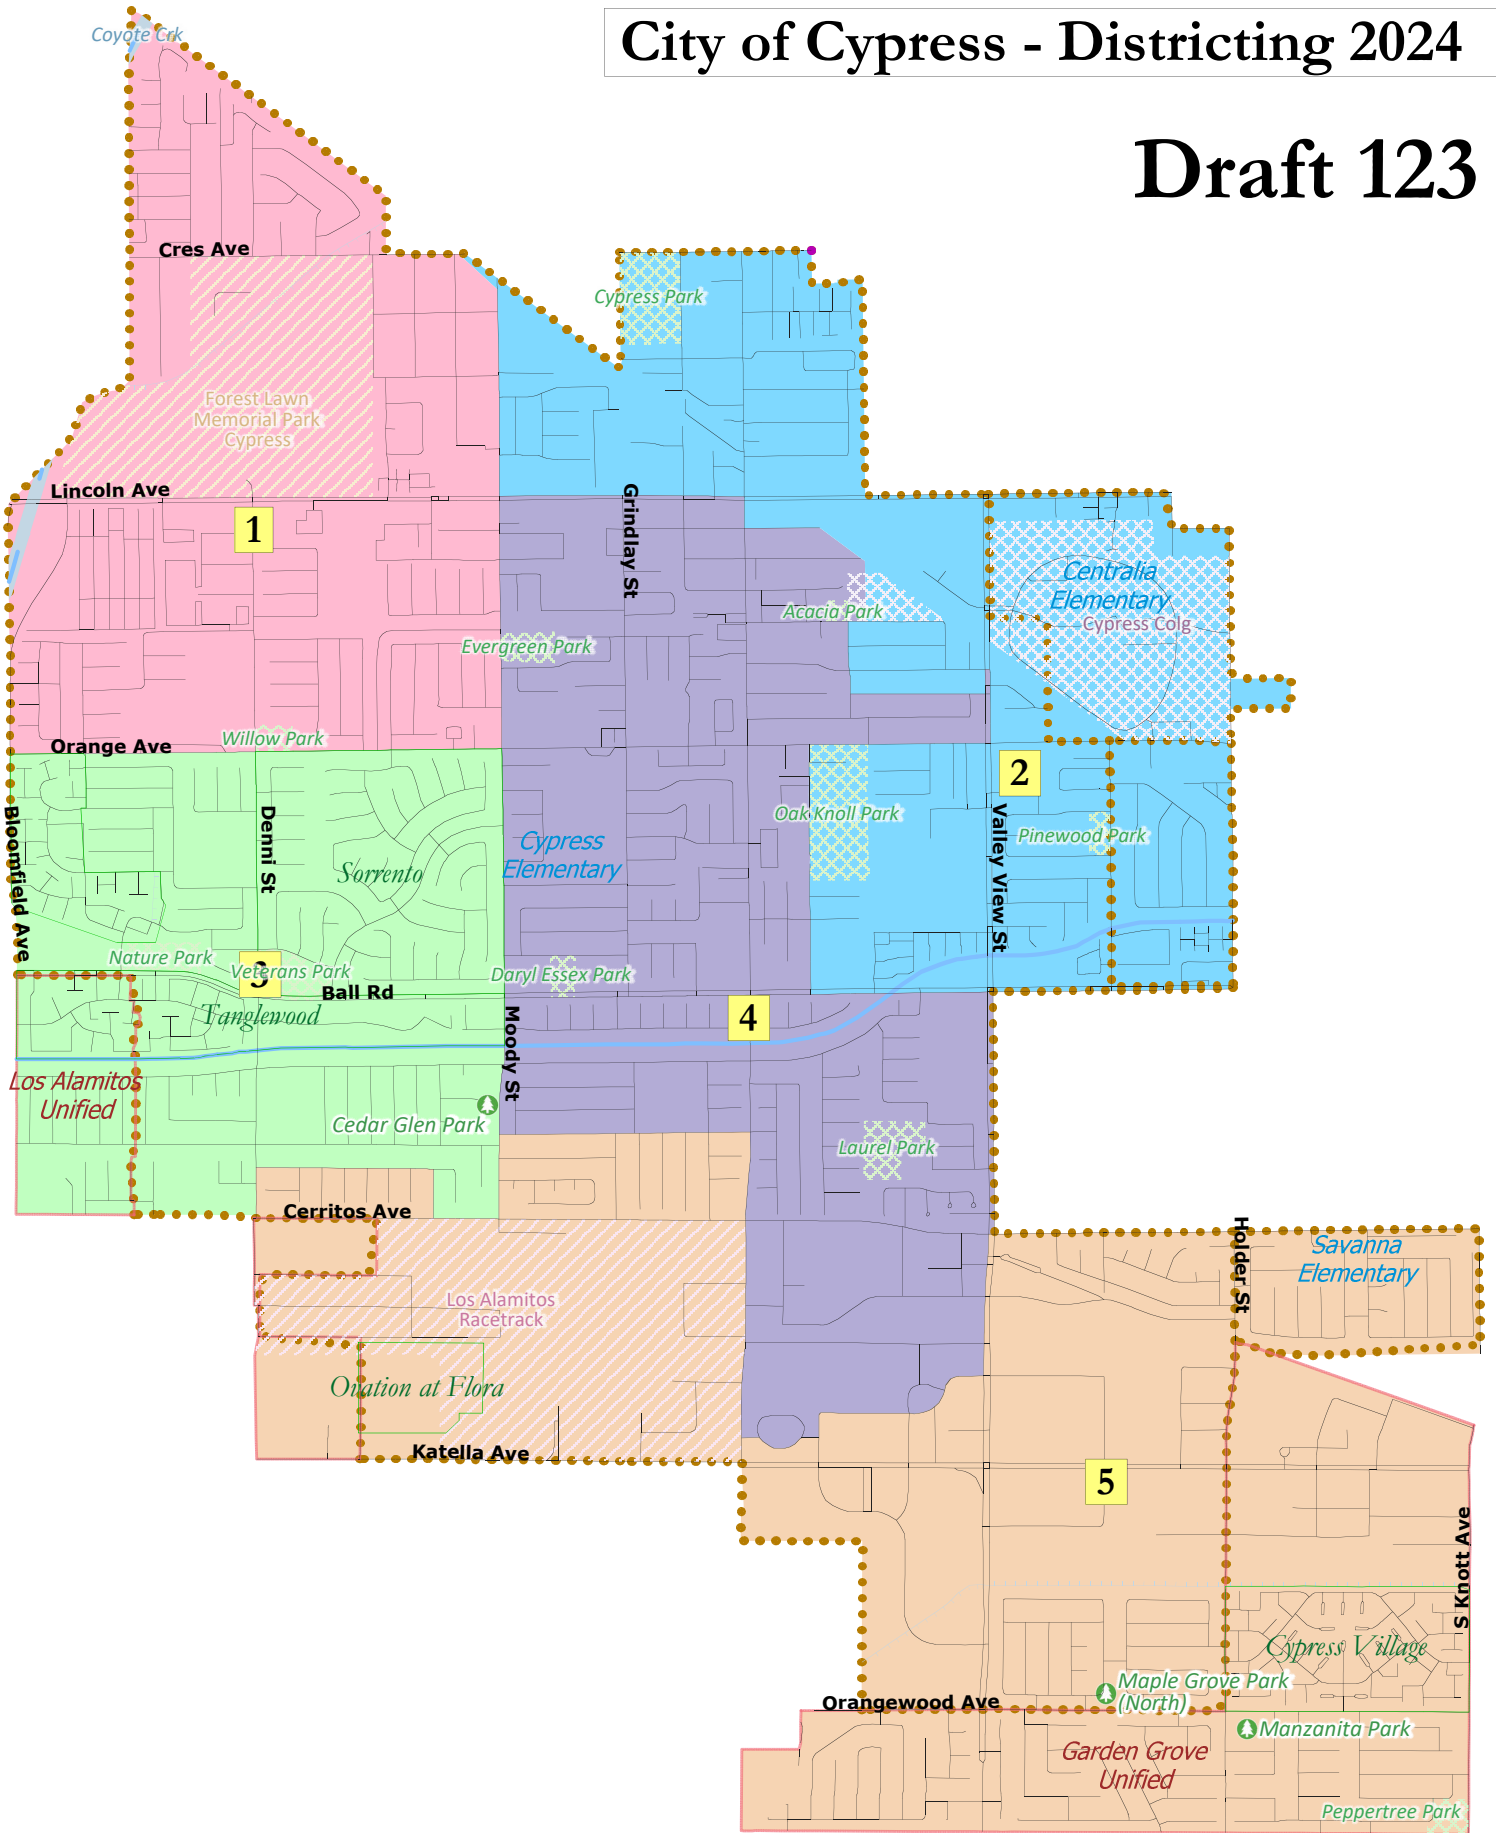 City of Cypress - Districting 2024
Coyote Crk
Draft 123
Cres Ave
Cypress Park
Forest Lawn
Memorial Park
Cypress
Lincoln Ave
Grindlay St
1
Centralia
Elementary
Acacia Park
Cypress Colg
Evergreen Park
Willow Park
Orange Ave
2
Bloomfield Ave
Denni St
Oak Knoll Park
Valley View St
Pinewood Park
Cypress
Elementary
Sorrento
Nature Park
Veterans Park
3
Daryl Essex Park
Ball Rd
Tanglewood
4
Moody St
Los Alamitos
Unified
Cedar Glen Park
Laurel Park
Cerritos Ave
Holder St
Savanna
Elementary
Los Alamitos
Racetrack
Ovation at Flora
Katella Ave
5
S Knott Ave
Cypress Village
Maple Grove Park
(North)
Orangewood Ave
Manzanita Park
Garden Grove
Unified
Peppertree Park